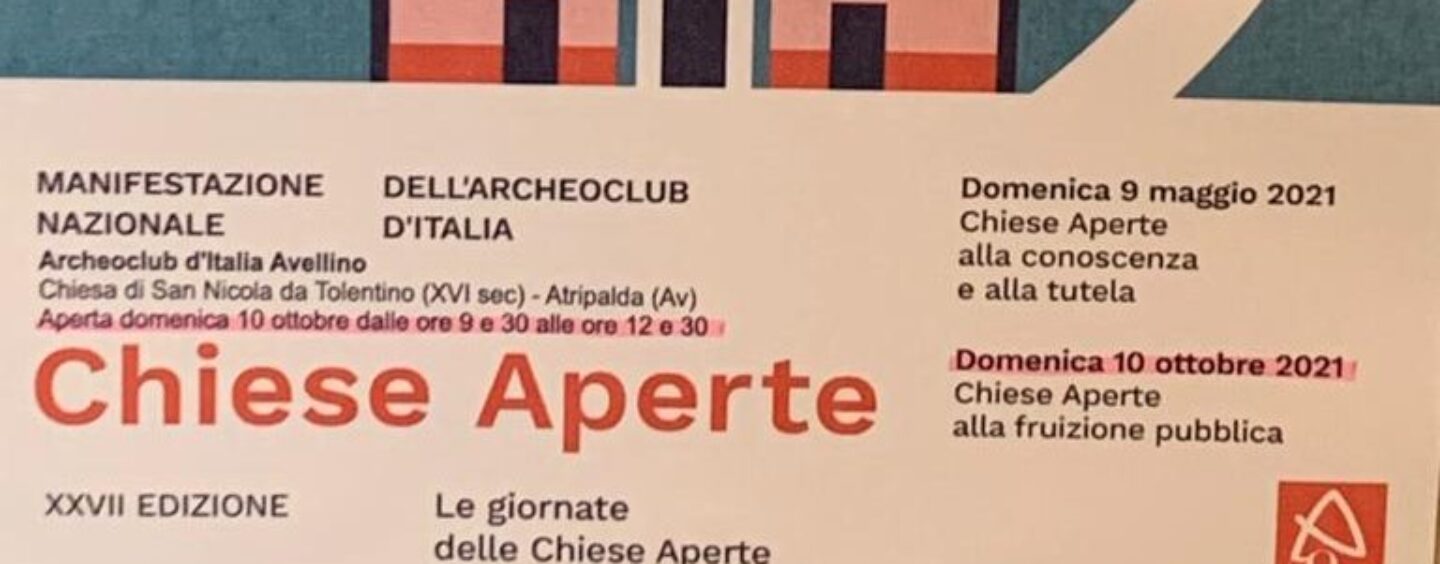 MANIFESTAZIONE NAZIONALE
DELL'ARCHEOCLUB D'ITALIA
Archeoclub d'Italia Avellino
Chiesa di San Nicola da Tolentino (XVI sec) - Atripalda (Av)
Aperta domenica 10 ottobre dalle ore 9 e 30 alle ore 12 e 30
Chiese Aperte
XXVII EDIZIONE
Le giornate
delle Chiese Aperte
Domenica 9 maggio 2021
Chiese Aperte
alla conoscenza
e alla tutela
Domenica 10 ottobre 2021
Chiese Aperte
alla fruizione pubblica